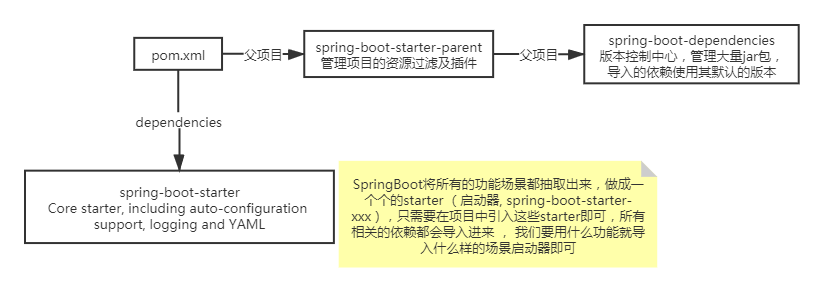 pom.xml
父项目
spring-boot-starter-parent
管理项目的资源过滤及插件
父项目
spring-boot-dependencies
版本控制中心，管理大量jar包，
导入的依赖使用其默认的版本
dependencies
spring-boot-starter
Core starter, including auto-configuration
support, logging and YAML
SpringBoot将所有的功能场景都抽取出来，做成一
个个的starter （启动器, spring-boot-starter-
xxx），只需要在项目中引入这些starter即可，所有
相关的依赖都会导入进来 ， 我们要用什么功能就导
入什么样的场景启动器即可